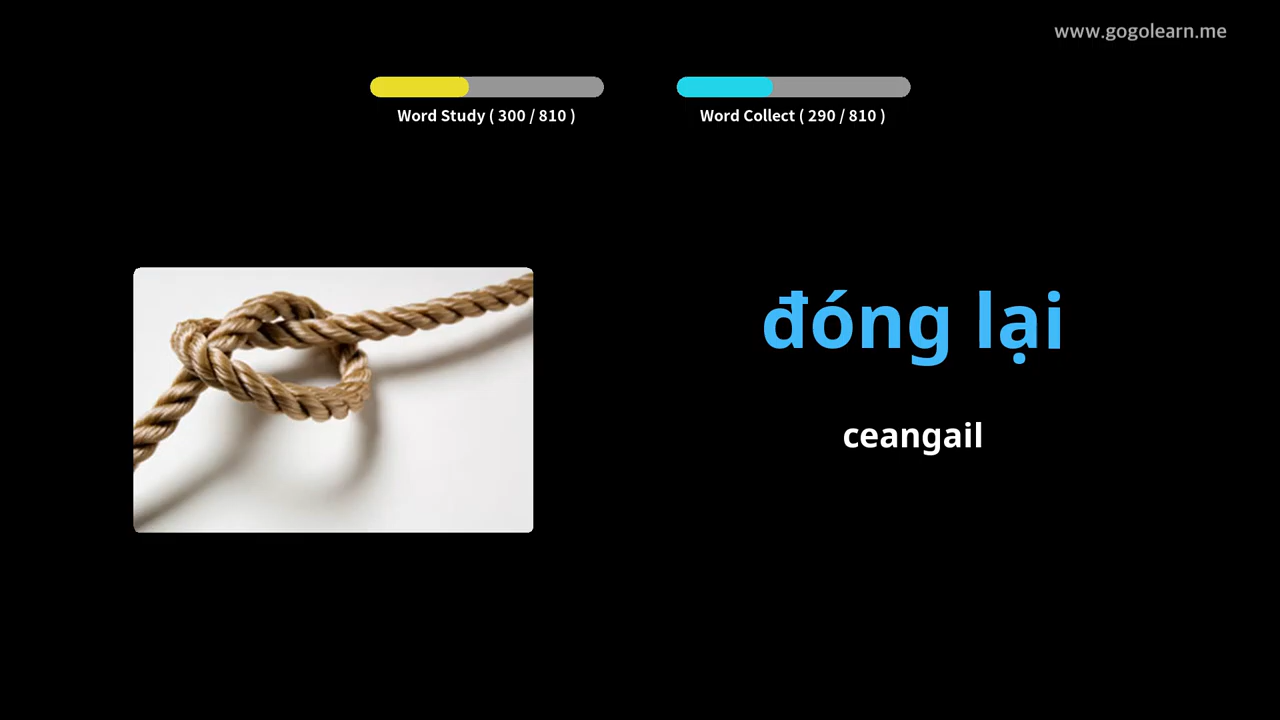 www.gogolearn.me
Word Study ( 300 / 810 )
Word Collect ( 290 / 810 )
đóng lại
ceangail